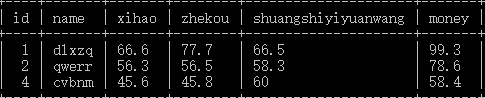 id name xihao zhekou shuangshiyiyuanwang money
1 dlxzq 66.6 77.7 66.5 99.3
2 qwerr 56.3 56.5 58.3 78.6
4 cvbnm 45.6 45.8 60 58.4